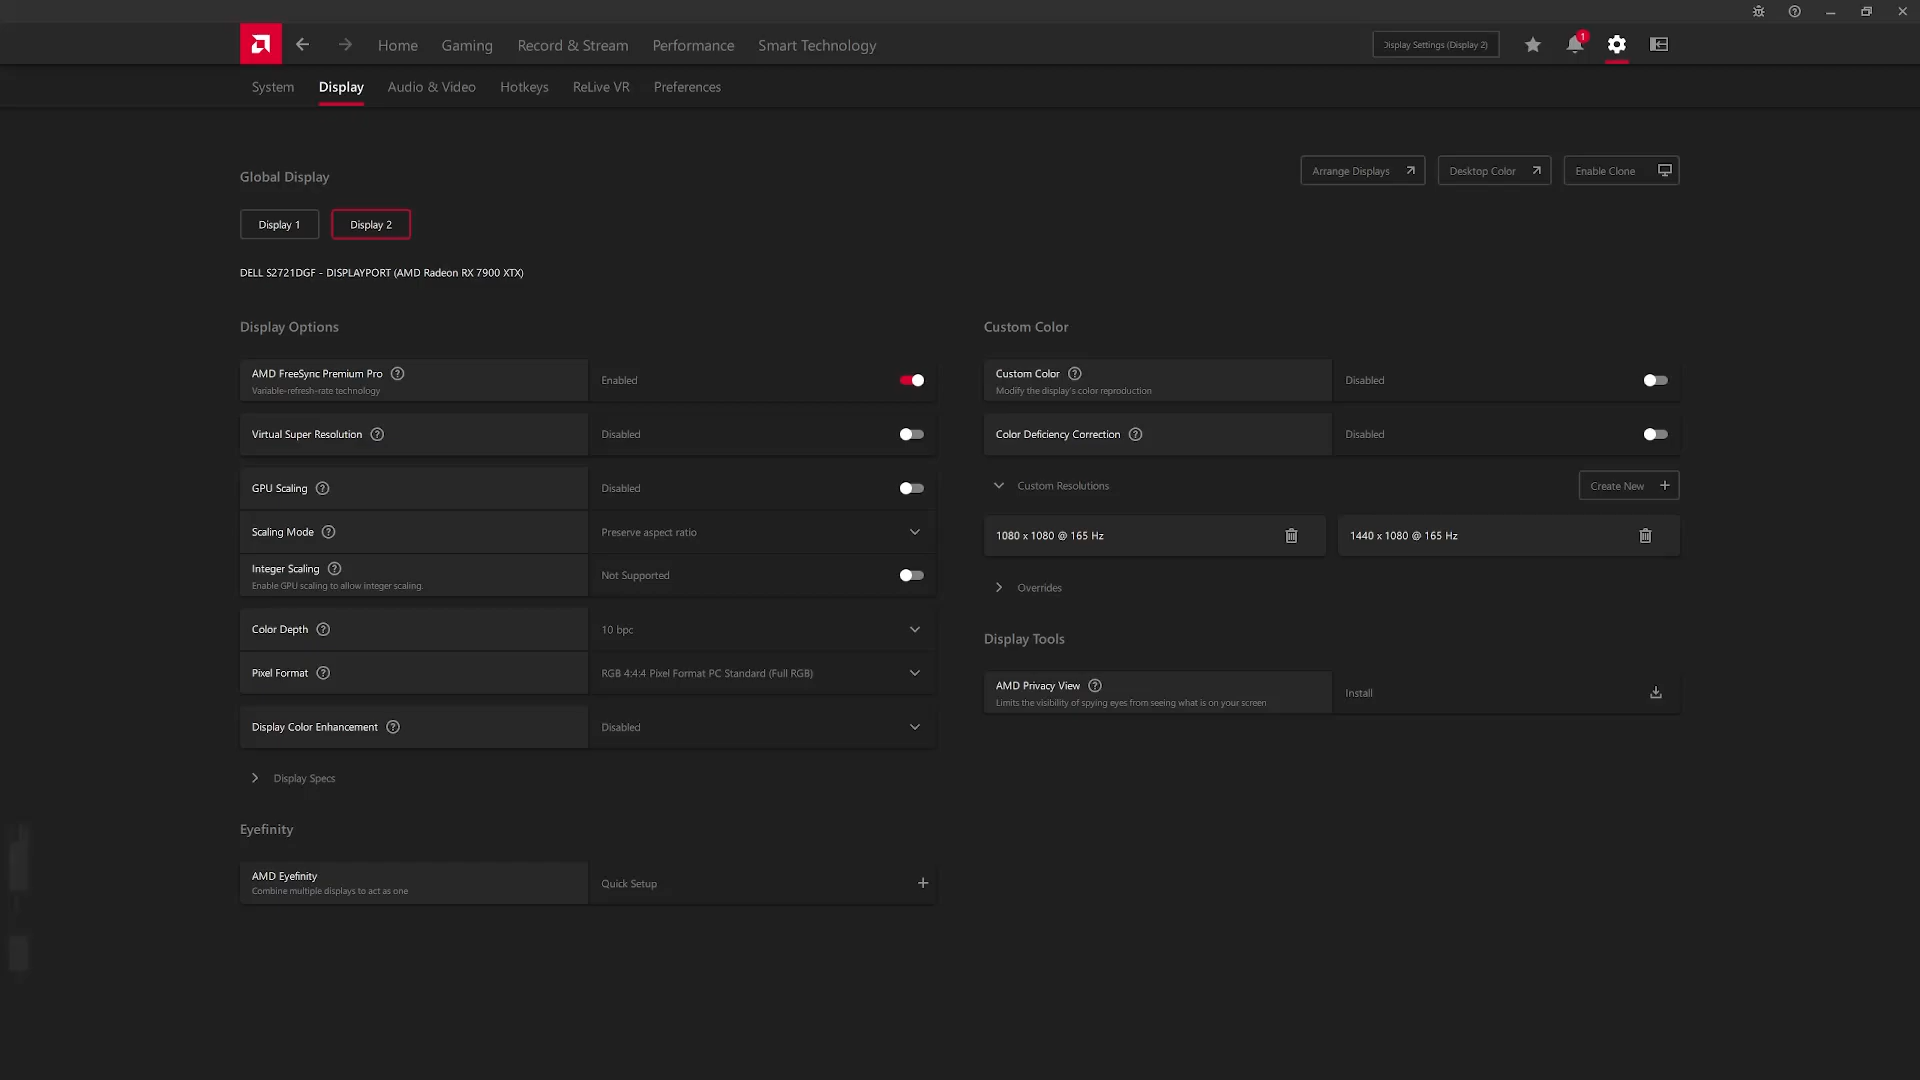 Home
Gaming
Record & Stream
Performance
Smart Technology
Display Settings (Display 2)
1
System
Display
Audio & Video
Hotkeys
ReLive VR
Preferences
Global Display
Arrange Displays
Desktop Color
Enable Clone
Display 1
Display 2
DELL S2721DGF - DISPLAYPORT (AMD Radeon RX 7900 XTX)
Display Options
AMD FreeSync Premium Pro
Variable-refresh-rate technology
Enabled
Virtual Super Resolution
Disabled
GPU Scaling
Disabled
Scaling Mode
Preserve aspect ratio
Integer Scaling
Enable GPU scaling to allow integer scaling.
Not Supported
Color Depth
10 bpc
Pixel Format
RGB 4:4:4 Pixel Format PC Standard (Full RGB)
Display Color Enhancement
Disabled
Display Specs
Eyefinity
AMD Eyefinity
Combine multiple displays to act as one
Quick Setup
Custom Color
Custom Color
Modify the display's color reproduction
Disabled
Color Deficiency Correction
Disabled
Custom Resolutions
Create New
1080 x 1080 @ 165 Hz
1440 x 1080 @ 165 Hz
Overrides
Display Tools
AMD Privacy View
Limits the visibility of spying eyes from seeing what is on your screen
Install